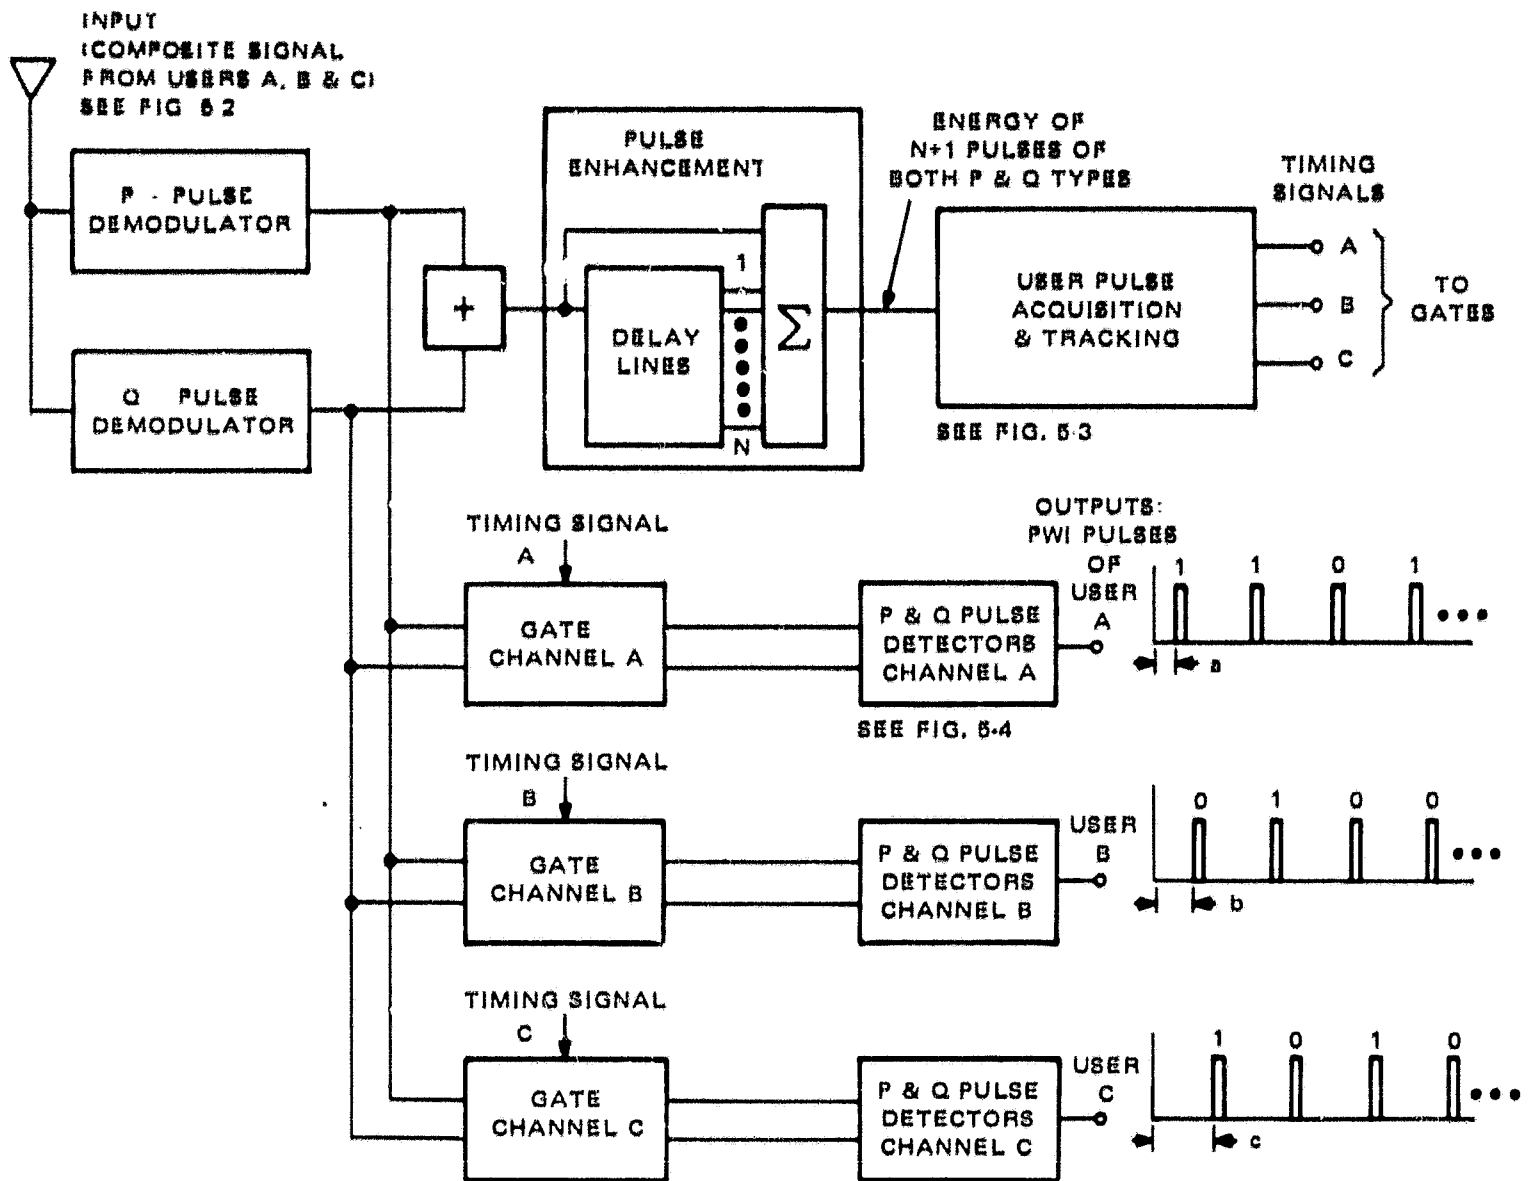 INPUT
(COMPOSITE SIGNAL
FROM USERS A, B & C)
SEE FIG 5 2
P - PULSE
DEMODULATOR
Q PULSE
DEMODULATOR
+
PULSE
ENHANCEMENT
DELAY
LINES
1
N
Σ
ENERGY OF
N+1 PULSES OF
BOTH P & Q TYPES
USER PULSE
ACQUISITION
& TRACKING
SEE FIG. 5-3
TIMING
SIGNALS
A
B
C
TO
GATES
TIMING SIGNAL
A
GATE
CHANNEL A
P & Q PULSE
DETECTORS
CHANNEL A
SEE FIG. 5-4
OUTPUTS:
PWI PULSES
OF
USER
A
1 1 0 1
a
TIMING SIGNAL
B
GATE
CHANNEL B
P & Q PULSE
DETECTORS
CHANNEL B
USER
B
0 1 0 0
b
TIMING SIGNAL
C
GATE
CHANNEL C
P & Q PULSE
DETECTORS
CHANNEL C
USER
C
1 0 1 0
c